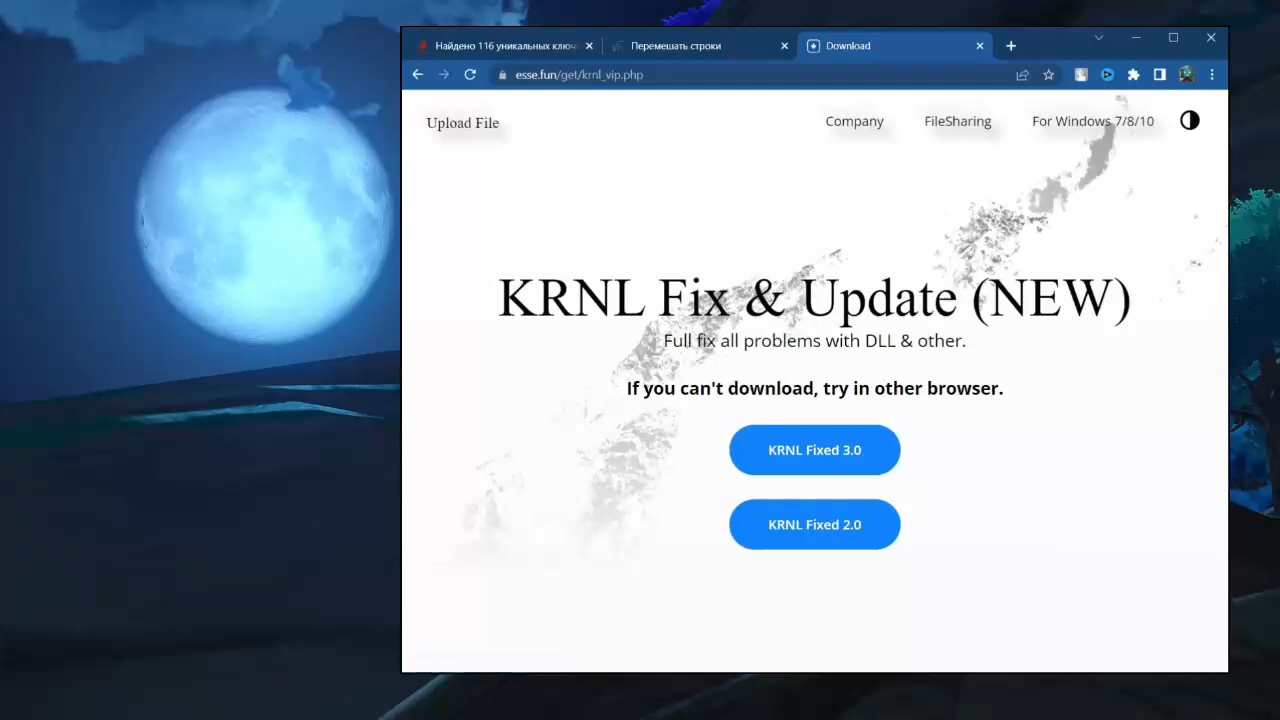 Найдено 116 уникальных ключ
Перемешать строки
Download
esse.fun/get/krnl_vip.php
Upload File
Company
FileSharing
For Windows 7/8/10
KRNL Fix & Update (NEW)
Full fix all problems with DLL & other.
If you can't download, try in other browser.
KRNL Fixed 3.0
KRNL Fixed 2.0